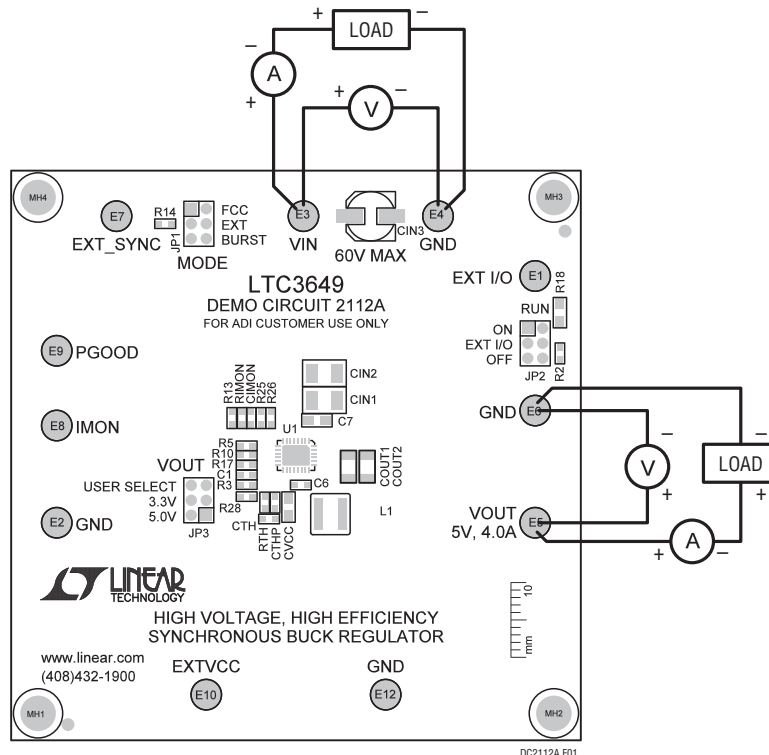 + LOAD −
−
A
+
+ V −
MH4
MH3
E7
EXT_SYNC
R14
JP1
FCC
EXT
BURST
MODE
E3
VIN
CIN3
60V MAX
E4
GND
LTC3649
DEMO CIRCUIT 2112A
FOR ADI CUSTOMER USE ONLY
EXT I/O
E1
R18
RUN
ON
EXT I/O
OFF
JP2
R2
E9
PGOOD
E8
IMON
E2
GND
R13
RIMON
CIMON
R25
R26
CIN2
CIN1
C7
U1
R5
R10
R17
C1
R3
R28
COUT1
COUT2
C6
L1
CTH
RTH
CTHP
CVCC
VOUT
USER SELECT
3.3V
5.0V
JP3
GND
E6
− V +
− LOAD +
VOUT
5V, 4.0A
E5
+ A −
LINEAR
TECHNOLOGY
HIGH VOLTAGE, HIGH EFFICIENCY
SYNCHRONOUS BUCK REGULATOR
10
mm
www.linear.com
(408)432-1900
EXTVCC
E10
GND
E12
MH1
MH2
DC2112A F01